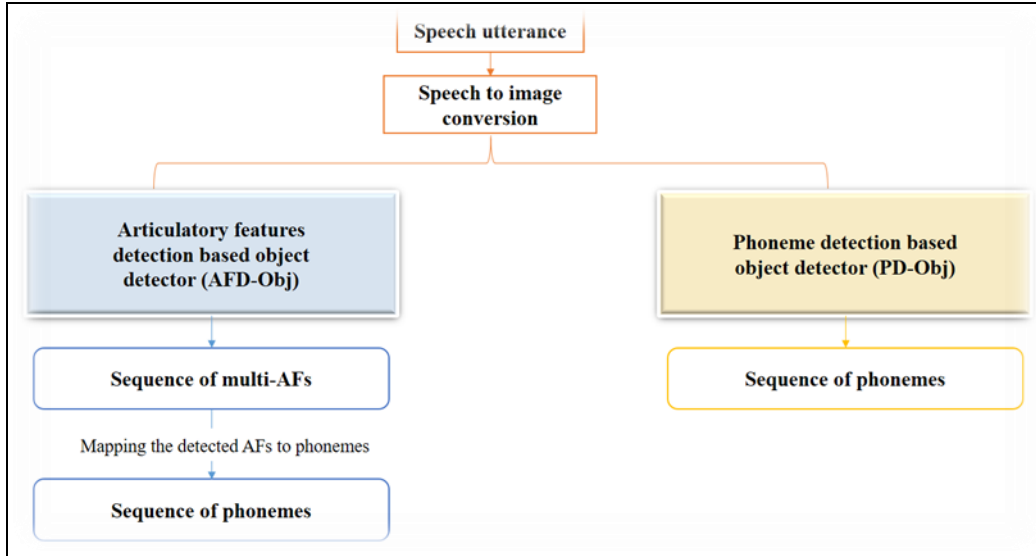 Speech utterance
Speech to image
conversion
Articulatory features
detection based object
detector (AFD-Obj)
Phoneme detection based
object detector (PD-Obj)
Sequence of multi-AFs
Sequence of phonemes
Mapping the detected AFs to phonemes
Sequence of phonemes